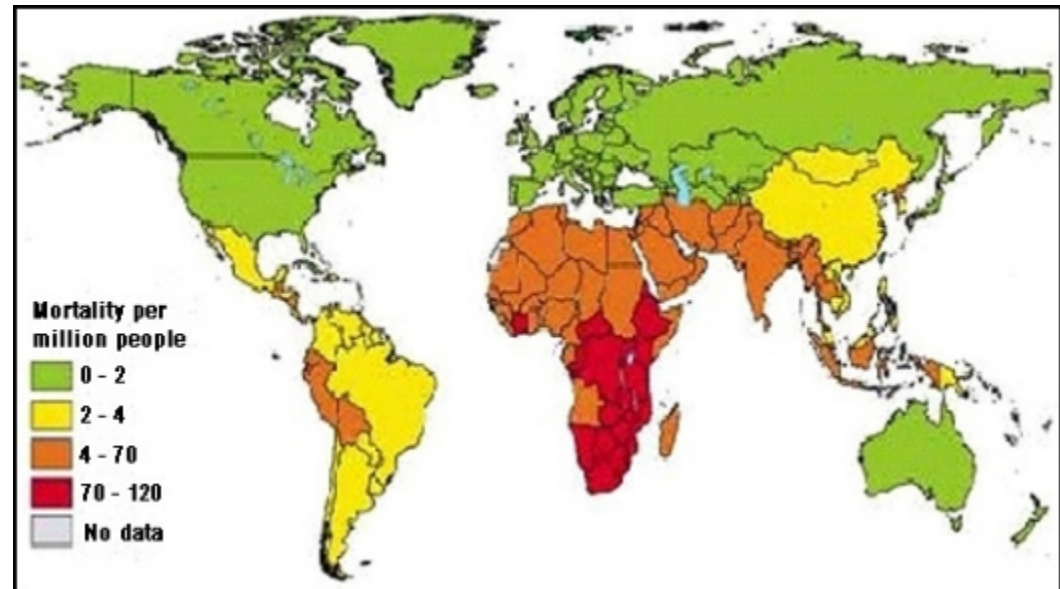 Mortality per
million people
0 - 2
2 - 4
4 - 70
70 - 120
No data